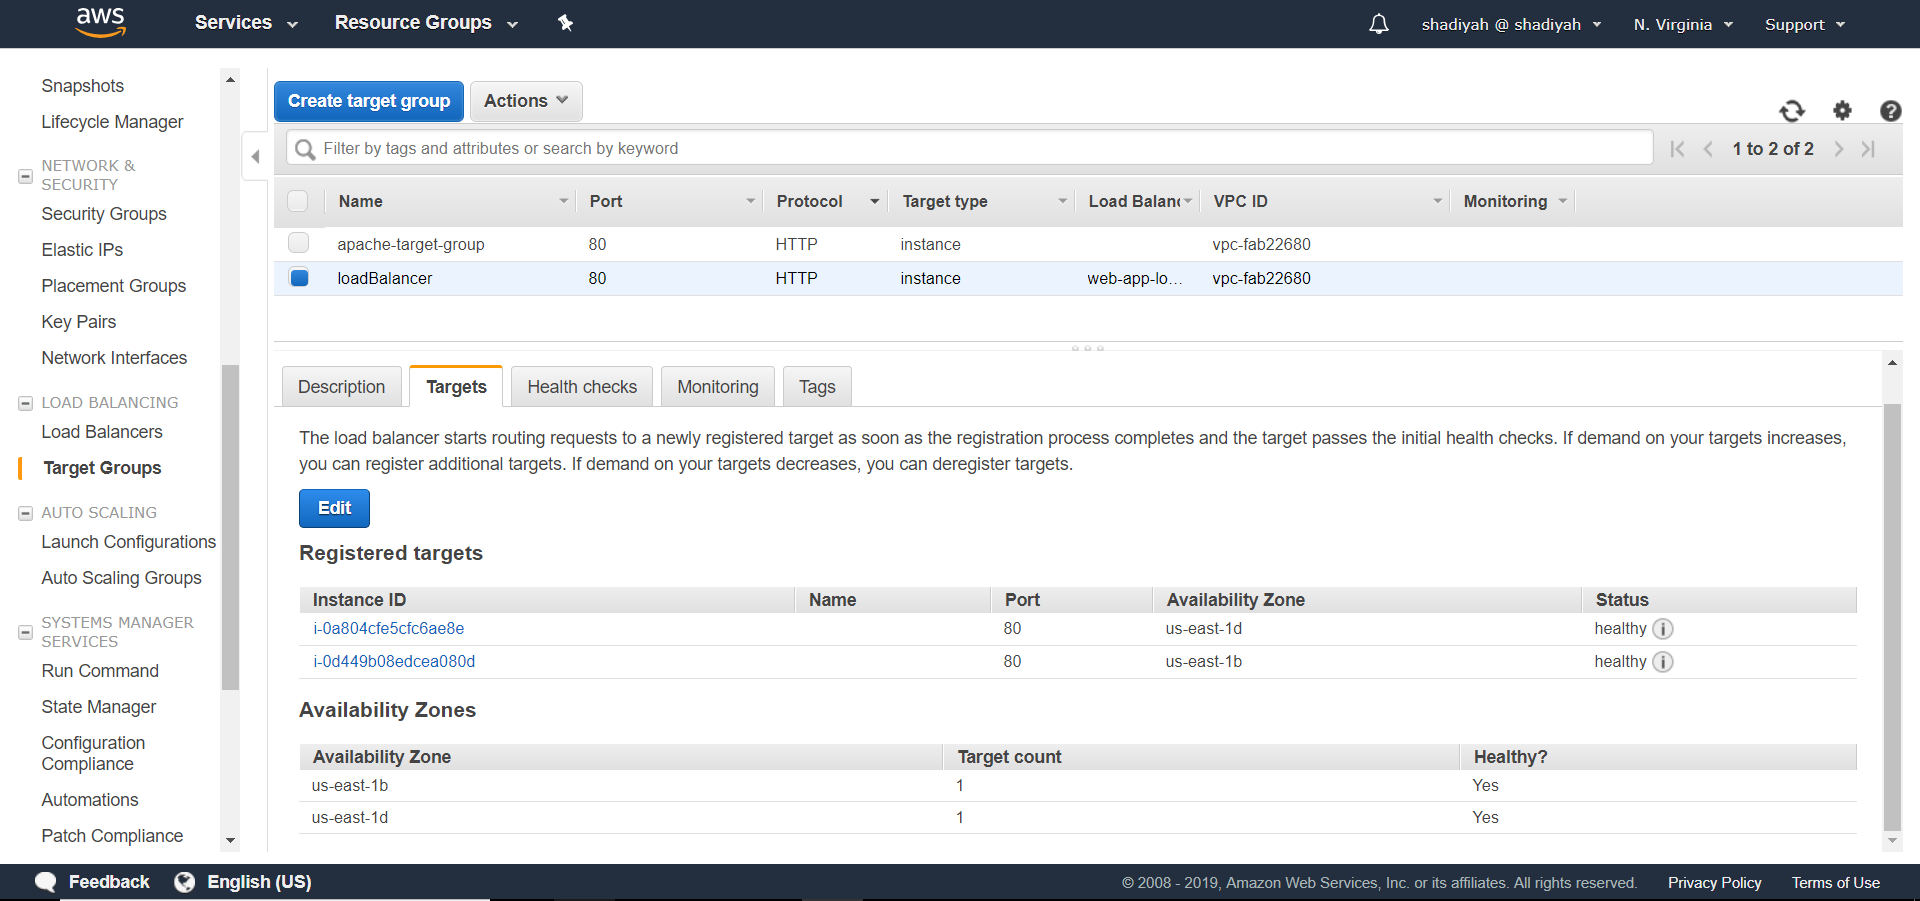 aws Services Resource Groups shadiyah @ shadiyah N. Virginia Support
Snapshots
Lifecycle Manager
NETWORK &
SECURITY
Security Groups
Elastic IPs
Placement Groups
Key Pairs
Network Interfaces
LOAD BALANCING
Load Balancers
Target Groups
AUTO SCALING
Launch Configurations
Auto Scaling Groups
SYSTEMS MANAGER
SERVICES
Run Command
State Manager
Configuration
Compliance
Automations
Patch Compliance
Create target group Actions
Filter by tags and attributes or search by keyword 1 to 2 of 2
Name Port Protocol Target type Load Balanc VPC ID Monitoring
apache-target-group 80 HTTP instance vpc-fab22680
loadBalancer 80 HTTP instance web-app-lo... vpc-fab22680
Description Targets Health checks Monitoring Tags
The load balancer starts routing requests to a newly registered target as soon as the registration process completes and the target passes the initial health checks. If demand on your targets increases,
you can register additional targets. If demand on your targets decreases, you can deregister targets.
Edit
Registered targets
Instance ID Name Port Availability Zone Status
i-0a804cfe5cfc6ae8e 80 us-east-1d healthy
i-0d449b08edcea080d 80 us-east-1b healthy
Availability Zones
Availability Zone Target count Healthy?
us-east-1b 1 Yes
us-east-1d 1 Yes
Feedback English (US) © 2008 - 2019, Amazon Web Services, Inc. or its affiliates. All rights reserved. Privacy Policy Terms of Use